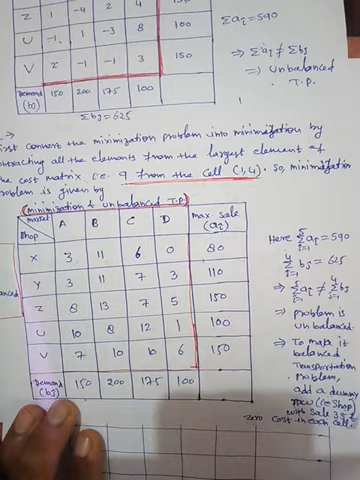 Z 1 -4 2 4 150
U -1 1 -3 8 100
V 2 -1 -1 3 150
Demand (bj) 150 200 175 100
Σbj = 625
Σai = 590
⇒ Σai ≠ Σbj
⇒ Unbalanced T.P.
First convert the maximization problem into minimization by
subtracting all the elements from the largest element of
the cost matrix i.e. 9 from the cell (1,4). So, minimization
problem is given by
(minimization & unbalanced T.P.)
Market Shop A B C D max sale (ai)
X 3 11 6 0 80
Y 3 11 7 3 110
Z 8 13 7 5 150
U 10 8 12 1 100
V 7 10 10 6 150
Demand (bj) 150 200 175 100
Here Σai = 590
Σbj = 625
⇒ Σai ≠ Σbj
⇒ problem is
unbalanced.
⇒ To make it
balanced
Transportation
problem,
add a dummy
row (i.e. Shop)
with sale 35 &
zero cost in each cell.